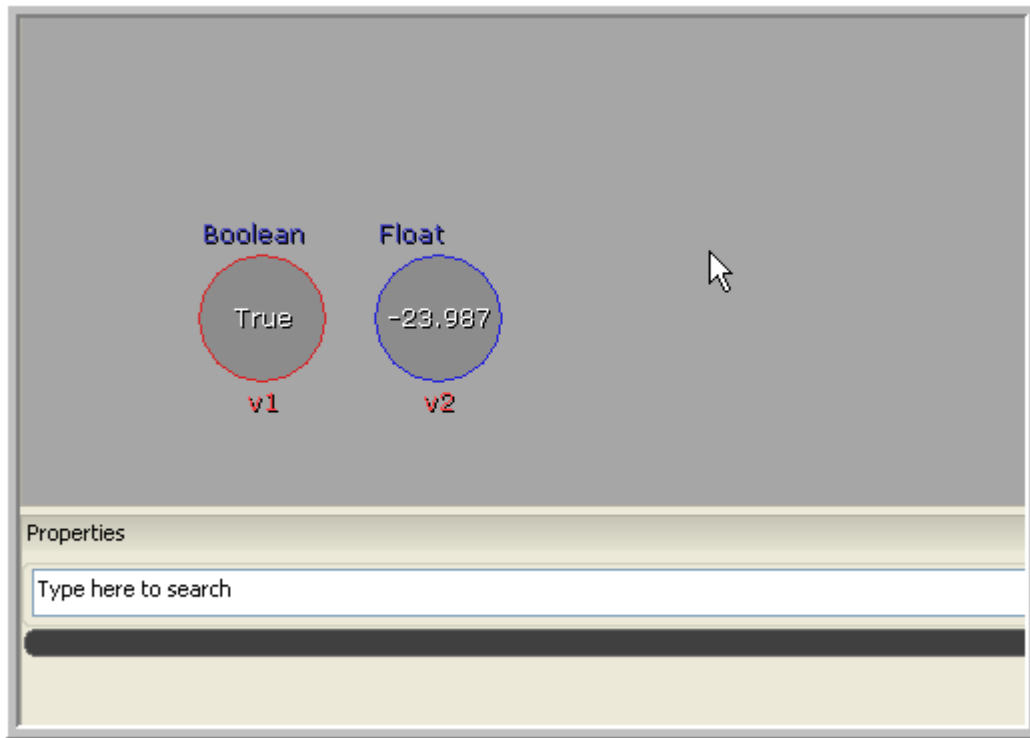 Boolean Float
True -23.987
v1 v2
Properties
Type here to search